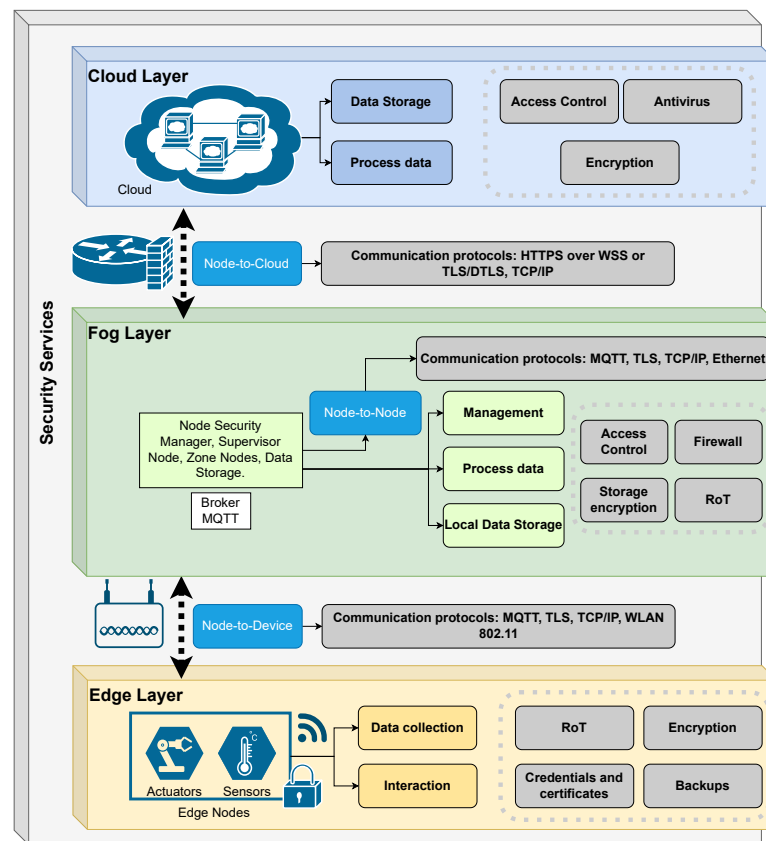 Security Services
Cloud Layer
Cloud
Data Storage
Process data
Access Control
Antivirus
Encryption
Node-to-Cloud
Communication protocols: HTTPS over WSS or
TLS/DTLS, TCP/IP
Fog Layer
Communication protocols: MQTT, TLS, TCP/IP, Ethernet
Node-to-Node
Node Security
Manager, Supervisor
Node, Zone Nodes, Data
Storage.
Broker
MQTT
Management
Process data
Local Data Storage
Access
Control
Firewall
Storage
encryption
RoT
Node-to-Device
Communication protocols: MQTT, TLS, TCP/IP, WLAN
802.11
Edge Layer
°C
Actuators
Sensors
Edge Nodes
Data collection
Interaction
RoT
Encryption
Credentials and
certificates
Backups